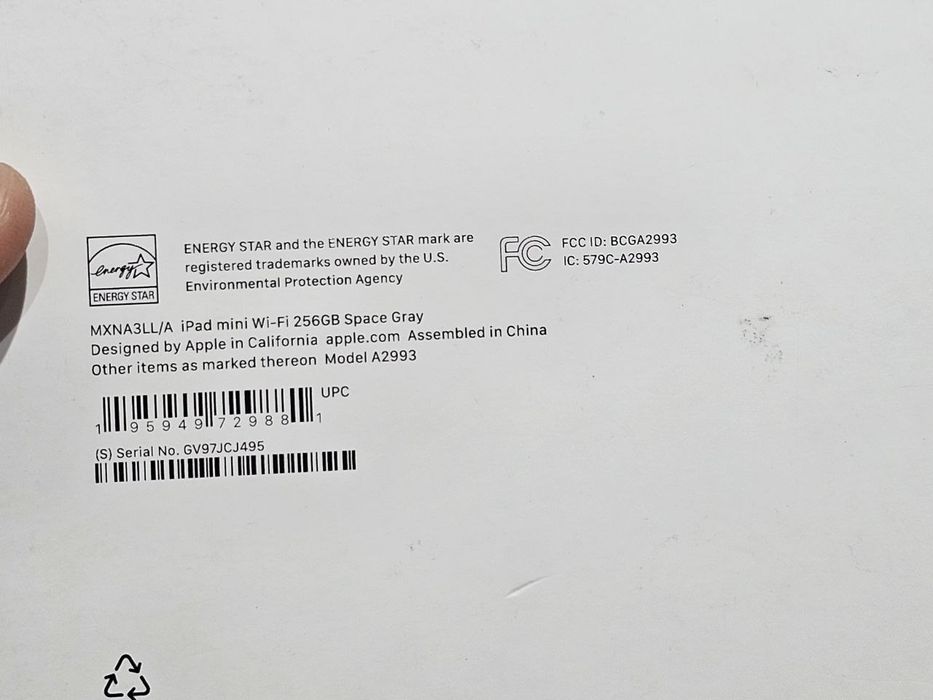 energy
ENERGY STAR
ENERGY STAR and the ENERGY STAR mark are
registered trademarks owned by the U.S.
Environmental Protection Agency
FC
FCC ID: BCGA2993
IC: 579C-A2993
MXNA3LL/A iPad mini Wi-Fi 256GB Space Gray
Designed by Apple in California apple.com Assembled in China
Other items as marked thereon Model A2993
UPC
1 95949 72988 1
(S) Serial No. GV97JCJ495